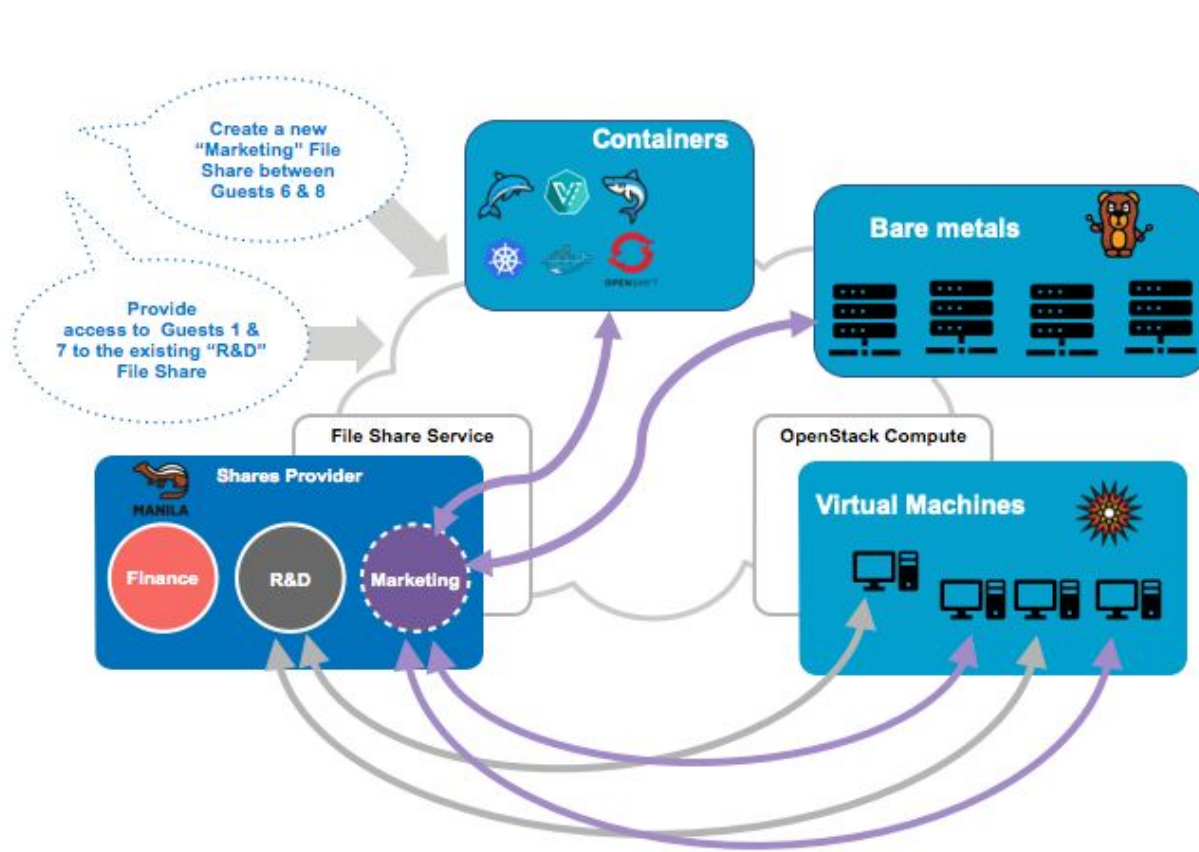 Create a new
“Marketing” File
Share between
Guests 6 & 8
Provide
access to Guests 1 &
7 to the existing “R&D”
File Share
Containers
OPENSHIFT
Bare metals
File Share Service
Shares Provider
MANILA
Finance
R&D
Marketing
OpenStack Compute
Virtual Machines